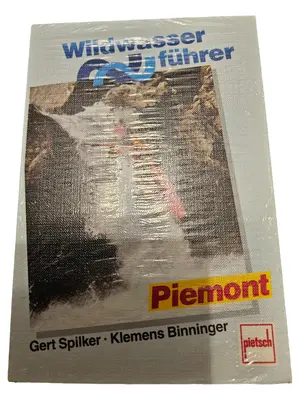 Wildwasser
führer
Piemont
Gert Spilker · Klemens Binninger
pietsch